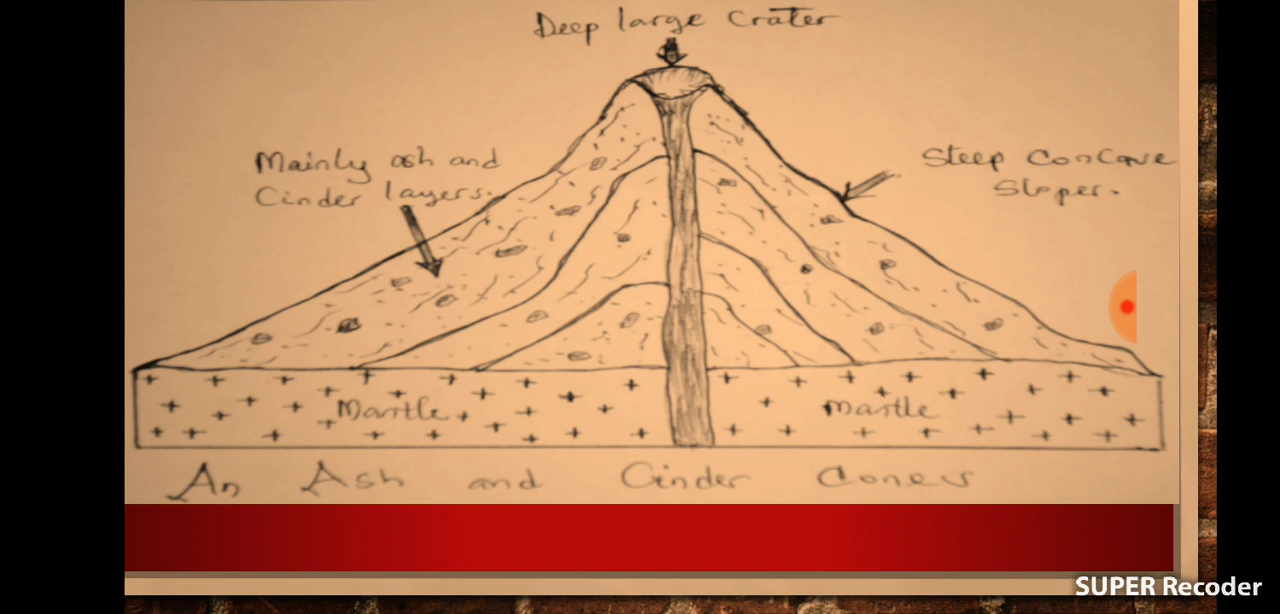 Deep large Crater
Mainly ash and
Cinder layers.
Steep Concave
Slopes.
Mantle
Mantle
An Ash and Cinder Cones
SUPER Recoder